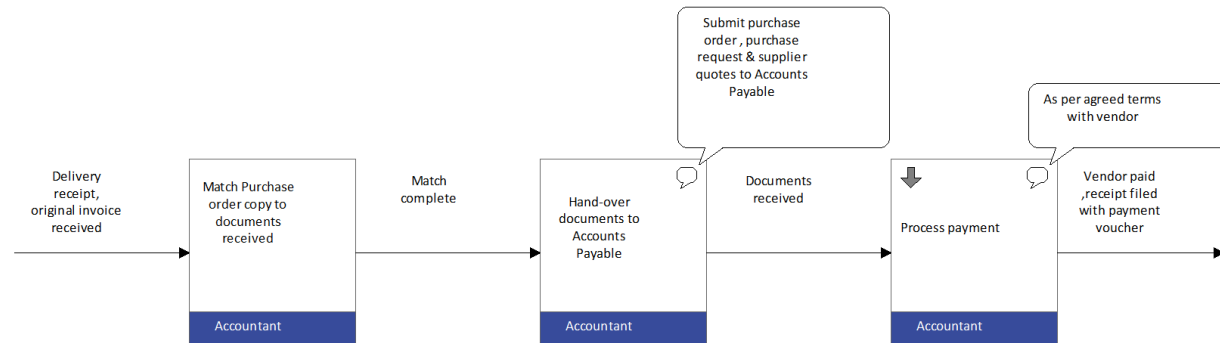 Submit purchase
order , purchase
request & supplier
quotes to Accounts
Payable
As per agreed terms
with vendor
Delivery
receipt,
original invoice
received
Match Purchase
order copy to
documents
received
Match
complete
Hand-over
documents to
Accounts
Payable
Documents
received
Process payment
Vendor paid
,receipt filed
with payment
voucher
Accountant
Accountant
Accountant